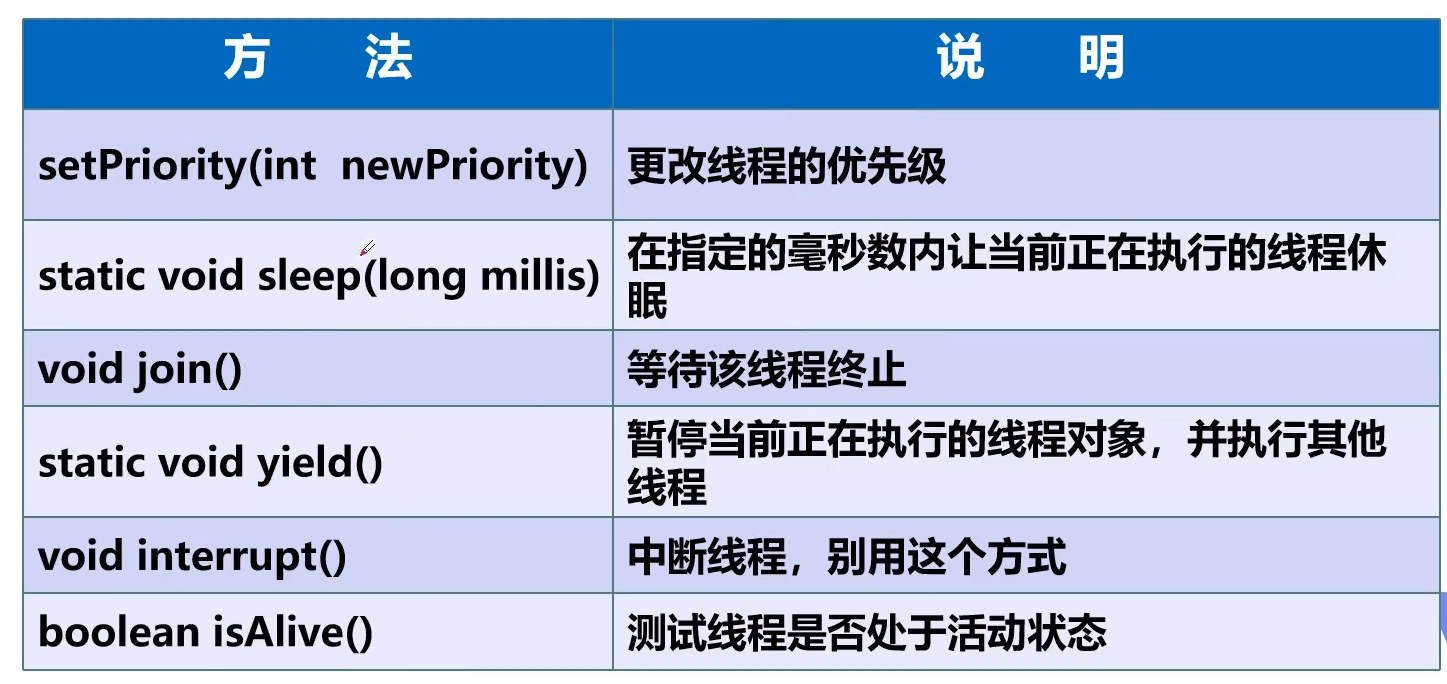 方 法
说 明
setPriority(int newPriority)
更改线程的优先级
static void sleep(long millis)
在指定的毫秒数内让当前正在执行的线程休
眠
void join()
等待该线程终止
static void yield()
暂停当前正在执行的线程对象，并执行其他
线程
void interrupt()
中断线程，别用这个方式
boolean isAlive()
测试线程是否处于活动状态